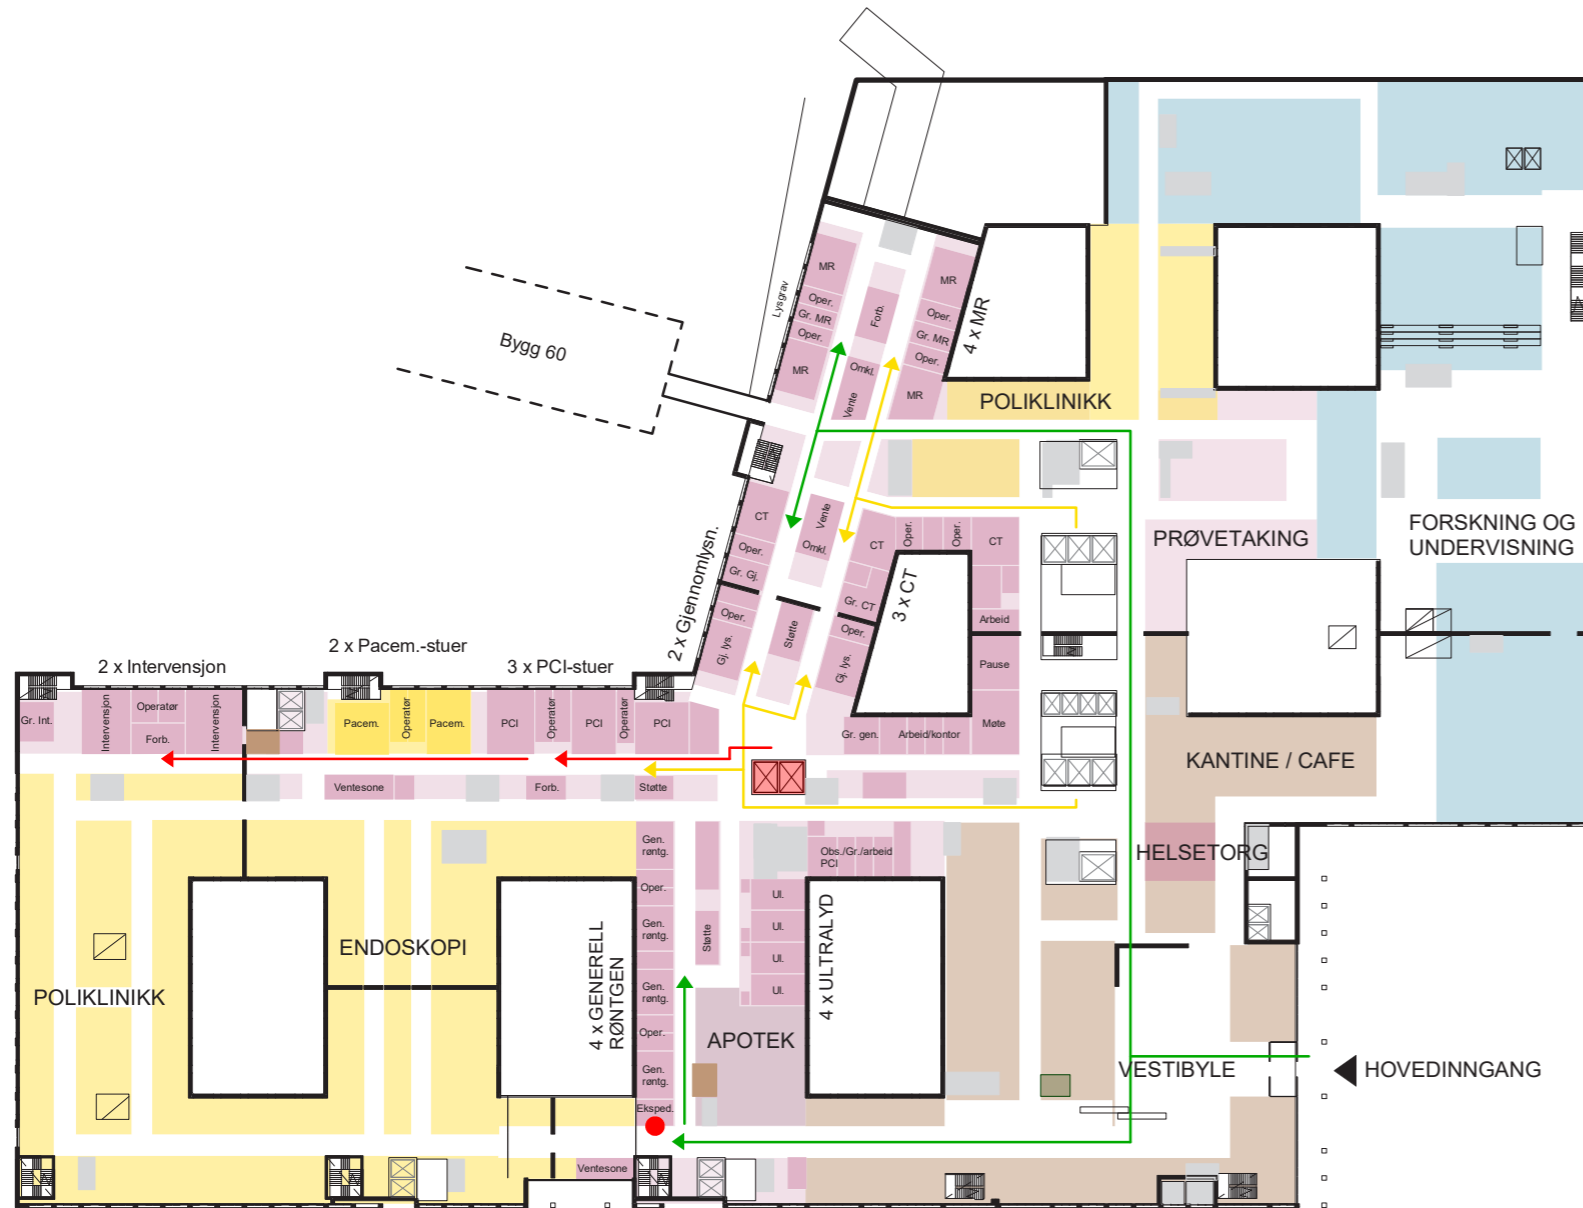 Lysgrav
Bygg 60
MR
Oper.
Gr. MR
Oper.
MR
Forb.
Omkl.
Vente
MR
Oper.
Gr. MR
Oper.
MR
4 x MR
POLIKLINIKK
CT
Oper.
Gr. Gj.
Oper.
Gj. lys.
Vente
Omkl.
Støtte
CT
Gr. CT
Oper.
Gj. lys.
Oper.
Oper.
CT
Arbeid
Pause
Møte
3 x CT
Gr. gen.
Arbeid/kontor
2 x Gjennomlysn.
PRØVETAKING
FORSKNING OG
UNDERVISNING
2 x Intervensjon
2 x Pacem.-stuer
3 x PCI-stuer
Gr. Int.
Intervensjon
Operatør
Forb.
Intervensjon
Pacem.
Operatør
Pacem.
PCI
Operatør
PCI
Operatør
PCI
Ventesone
Forb.
Støtte
KANTINE / CAFE
HELSETORG
Gen.
røntg.
Oper.
Gen.
røntg.
Gen.
røntg.
Oper.
Gen.
røntg.
Eksped.
Støtte
Obs./Gr./arbeid
PCI
Ul.
Ul.
Ul.
Ul.
4 x ULTRALYD
ENDOSKOPI
POLIKLINIKK
4 x GENERELL
RØNTGEN
APOTEK
VESTIBYLE
HOVEDINNGANG
Ventesone